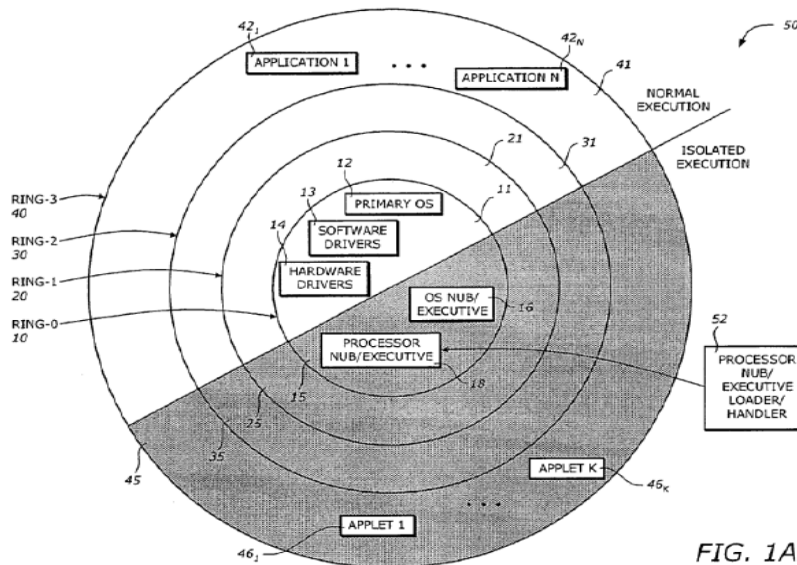 50
42₁
APPLICATION 1
• • •
42N
APPLICATION N
41
NORMAL EXECUTION
ISOLATED EXECUTION
31
21
11
12
PRIMARY OS
13
SOFTWARE
DRIVERS
14
HARDWARE
DRIVERS
RING-3
40
RING-2
30
RING-1
20
RING-0
10
OS NUB/
EXECUTIVE
16
PROCESSOR
NUB/EXECUTIVE
18
15
25
35
45
52
PROCESSOR
NUB/
EXECUTIVE
LOADER/
HANDLER
APPLET K
46K
• • •
APPLET 1
46₁
FIG. 1A